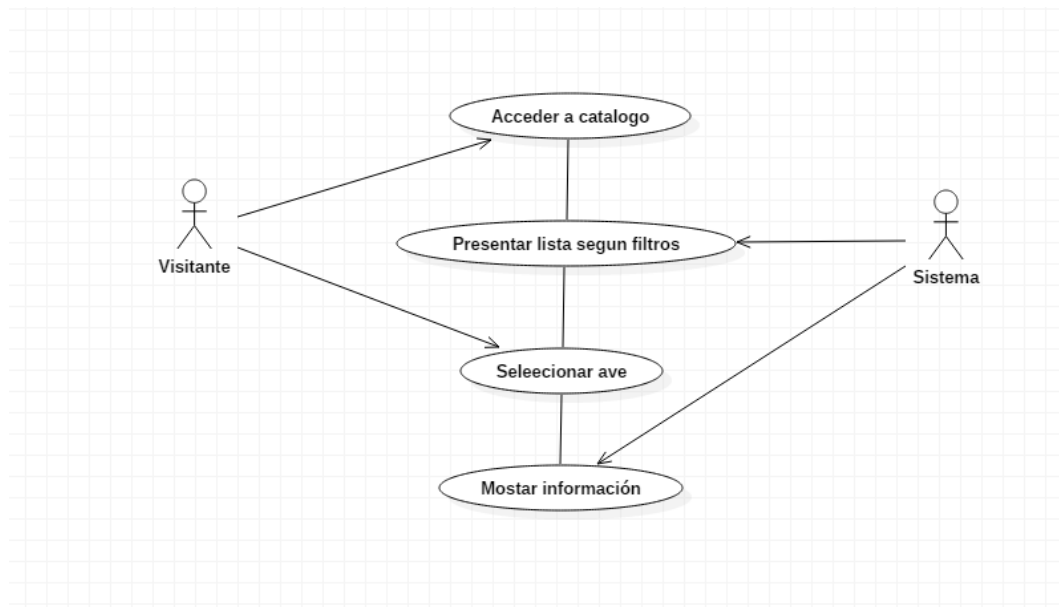 Acceder a catalogo
Presentar lista segun filtros
Visitante
Sistema
Seleecionar ave
Mostar información